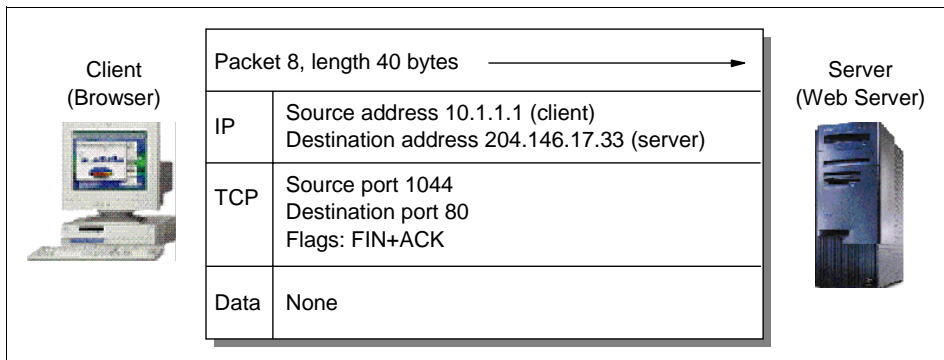 Client
(Browser)
Packet 8, length 40 bytes
IP
Source address 10.1.1.1 (client)
Destination address 204.146.17.33 (server)
TCP
Source port 1044
Destination port 80
Flags: FIN+ACK
Data
None
Server
(Web Server)